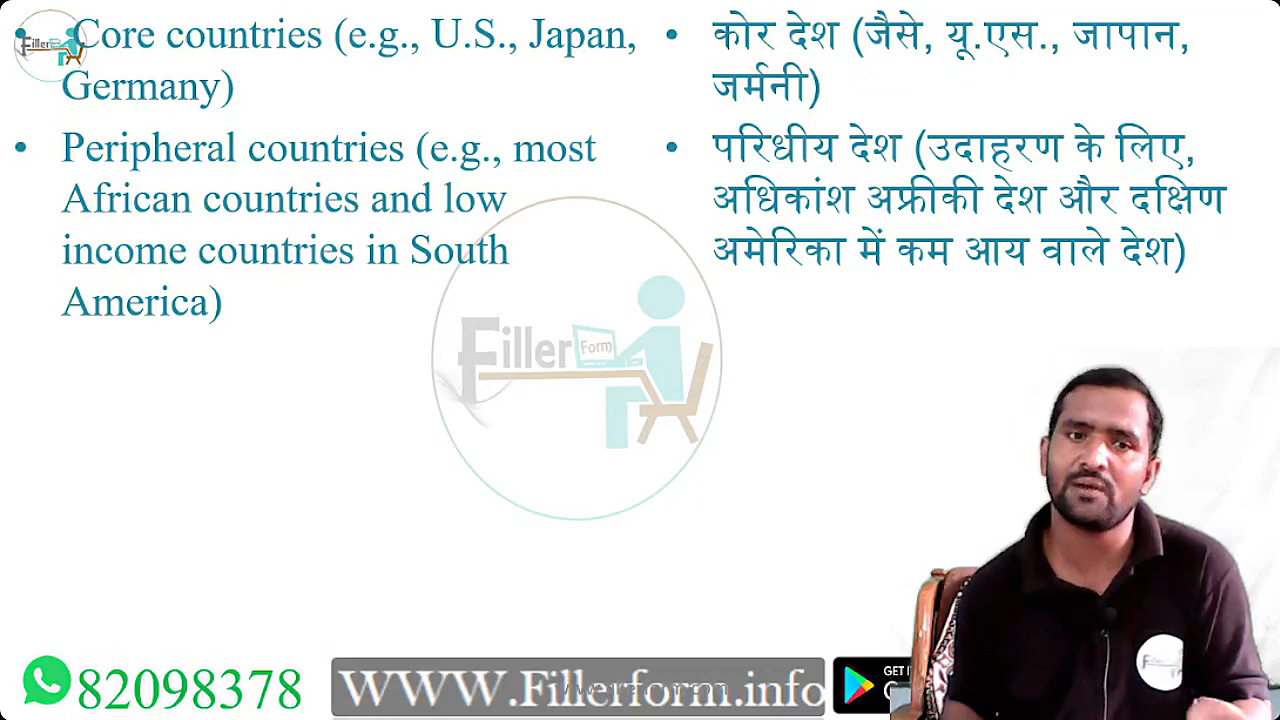 • Core countries (e.g., U.S., Japan,
Germany)
• Peripheral countries (e.g., most
African countries and low
income countries in South
America)
• कोर देश (जैसे, यू.एस., जापान,
जर्मनी)
• परिधीय देश (उदाहरण के लिए,
अधिकांश अफ्रीकी देश और दक्षिण
अमेरिका में कम आय वाले देश)
Filler Form
82098378
WWW.Fillerform.info
GET I